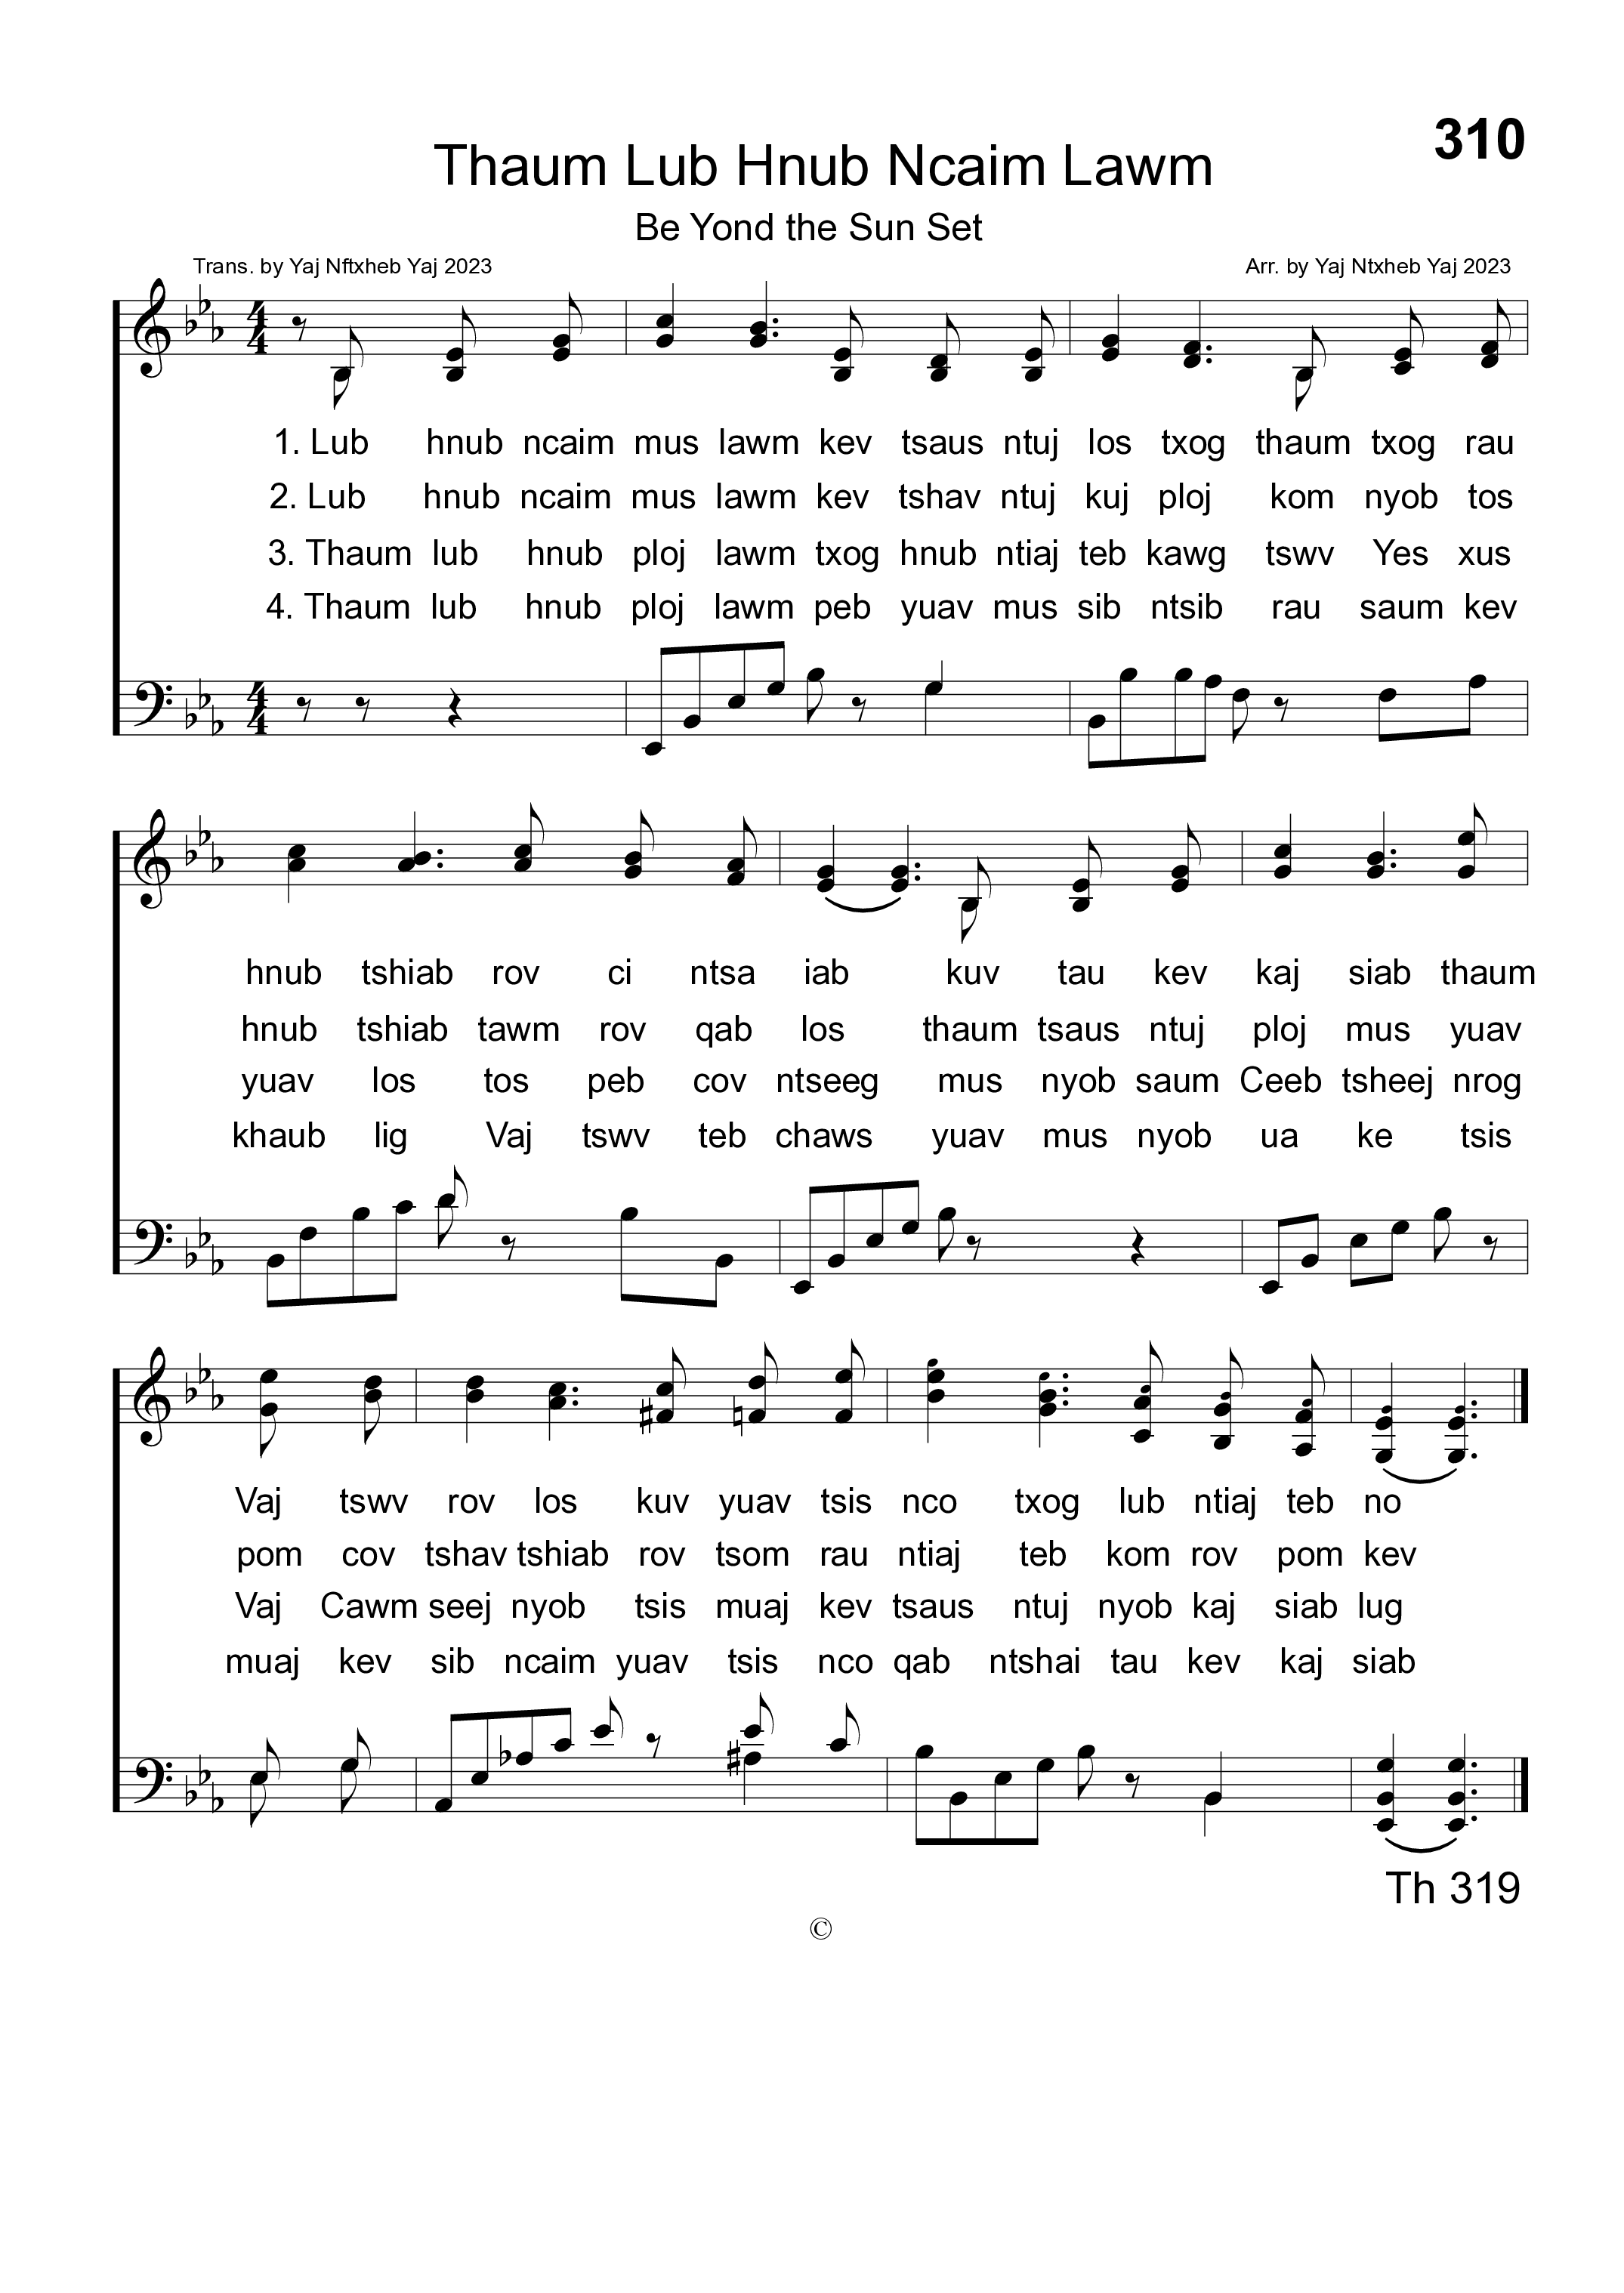 310
Thaum Lub Hnub Ncaim Lawm
Be Yond the Sun Set
Trans. by Yaj Nftxheb Yaj 2023 Arr. by Yaj Ntxheb Yaj 2023
1. Lub hnub ncaim mus lawm kev tsaus ntuj los txog thaum txog rau
2. Lub hnub ncaim mus lawm kev tshav ntuj kuj ploj kom nyob tos
3. Thaum lub hnub ploj lawm txog hnub ntiaj teb kawg tswv Yes xus
4. Thaum lub hnub ploj lawm peb yuav mus sib ntsib rau saum kev
hnub tshiab rov ci ntsa iab kuv tau kev kaj siab thaum
hnub tshiab tawm rov qab los thaum tsaus ntuj ploj mus yuav
yuav los tos peb cov ntseeg mus nyob saum Ceeb tsheej nrog
khaub lig Vaj tswv teb chaws yuav mus nyob ua ke tsis
Vaj tswv rov los kuv yuav tsis nco txog lub ntiaj teb no
pom cov tshav tshiab rov tsom rau ntiaj teb kom rov pom kev
Vaj Cawm seej nyob tsis muaj kev tsaus ntuj nyob kaj siab lug
muaj kev sib ncaim yuav tsis nco qab ntshai tau kev kaj siab
Th 319
©